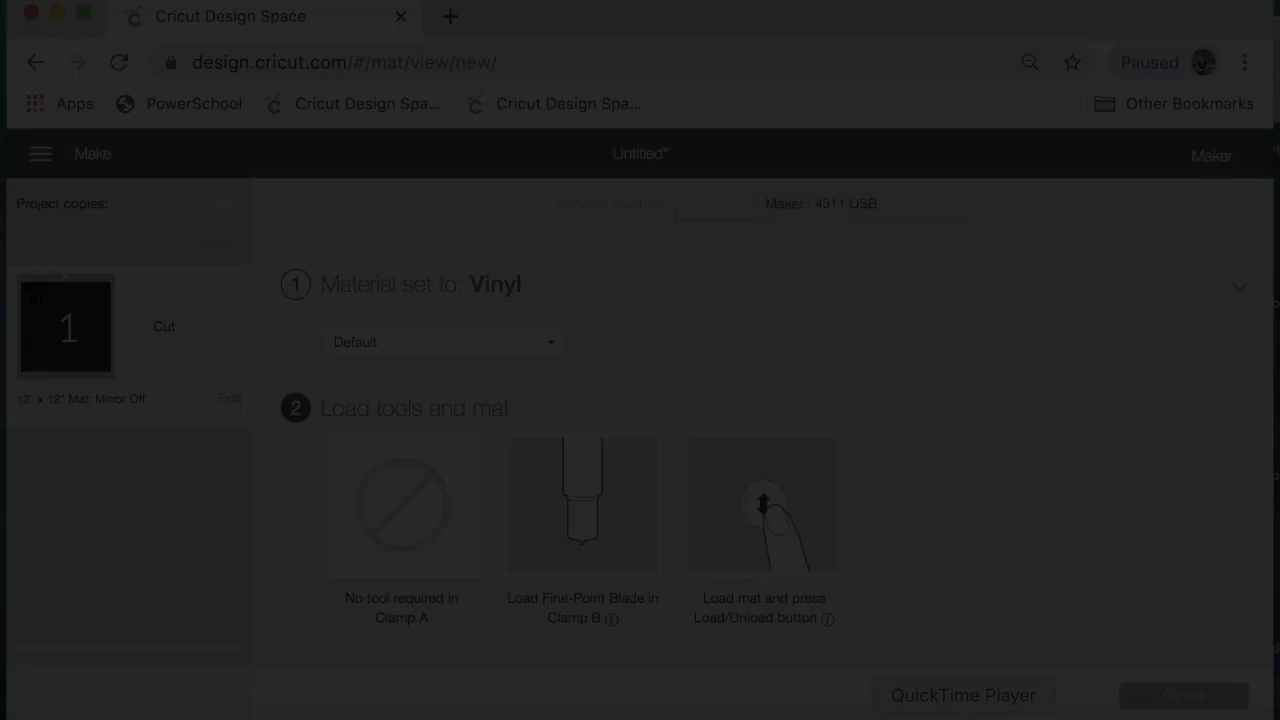 Cricut Design Space
design.cricut.com/#/mat/view/new/
Paused
Apps
PowerSchool
Cricut Design Spa...
Cricut Design Spa...
Other Bookmarks
Make
Untitled*
Maker
Project copies:
Connect machine:
Maker : 4311 USB
1 Material set to: Vinyl
1
Cut
Default
12" x 12" Mat: Mirror Off
Edit
2 Load tools and mat
No tool required in
Clamp A
Load Fine-Point Blade in
Clamp B
Load mat and press
Load/Unload button
QuickTime Player
Cancel